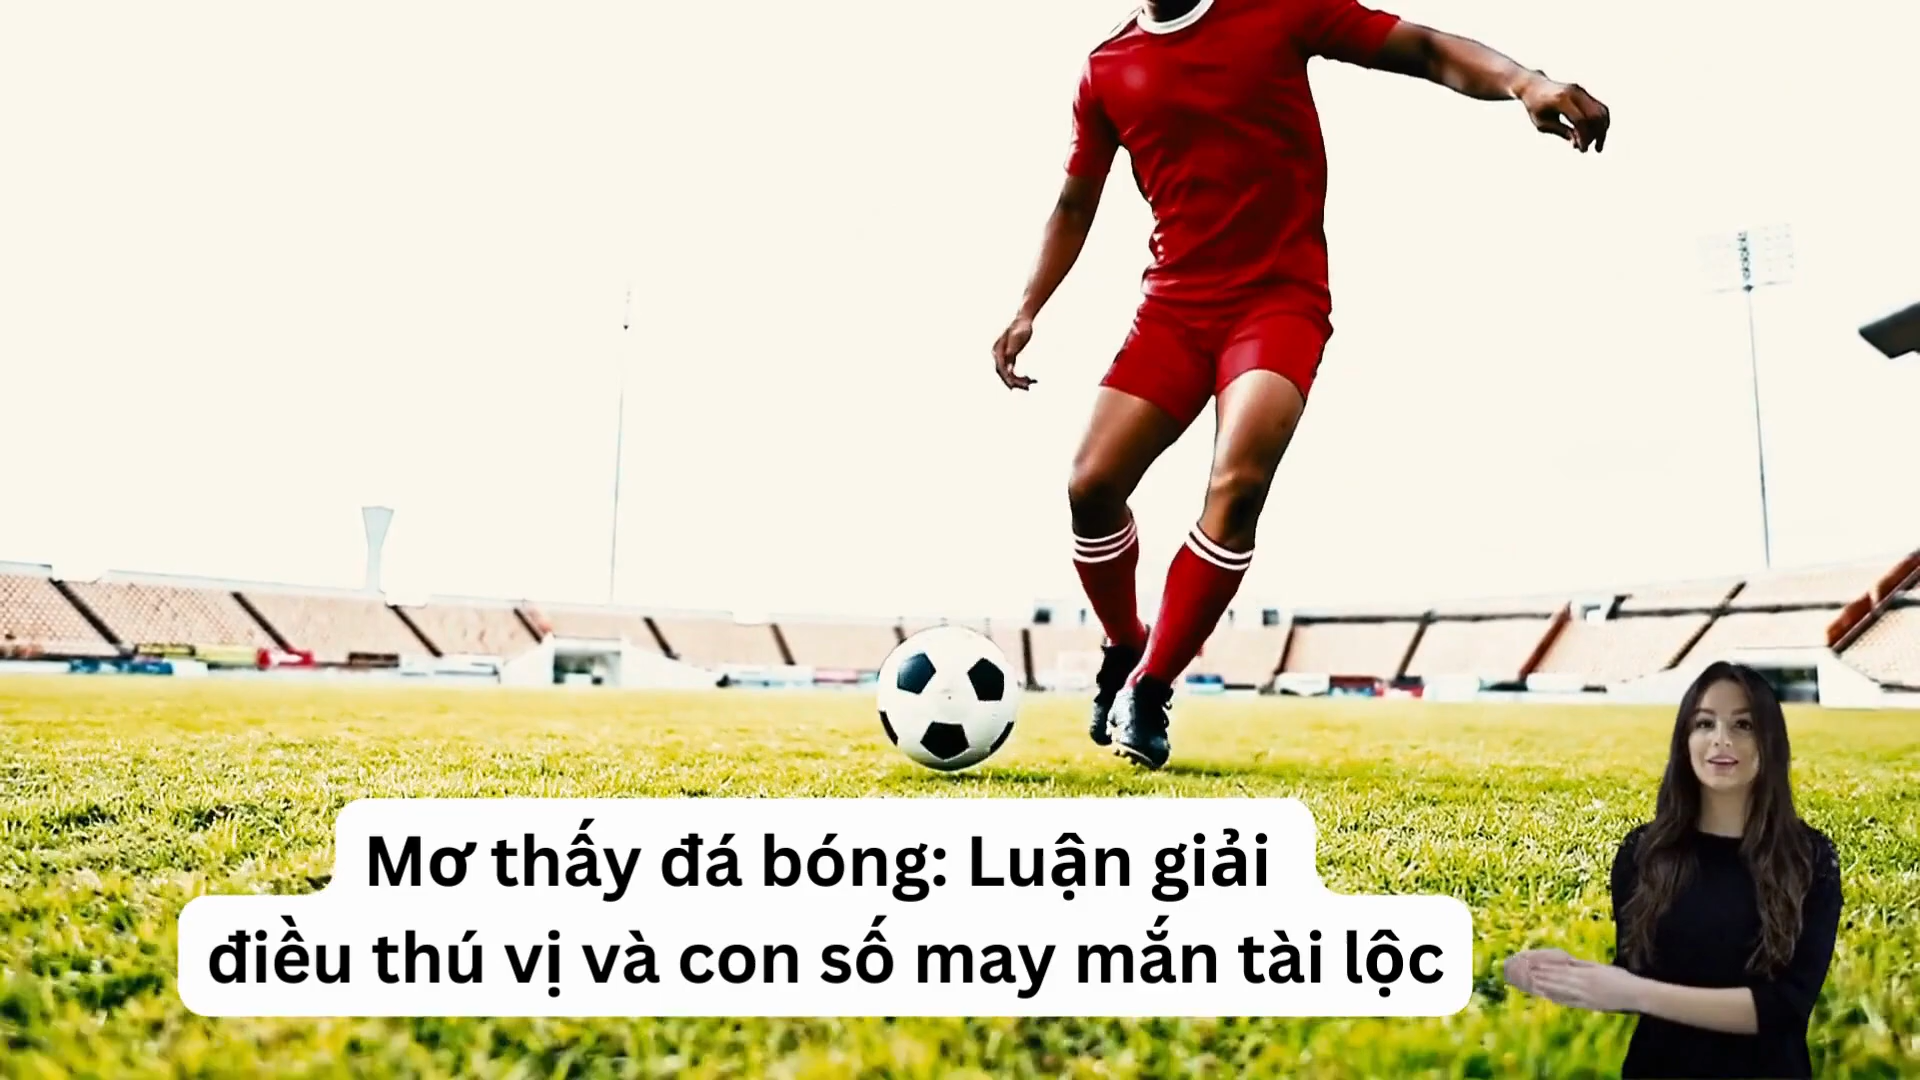 Mơ thấy đá bóng: Luận giải
điều thú vị và con số may mắn tài lộc